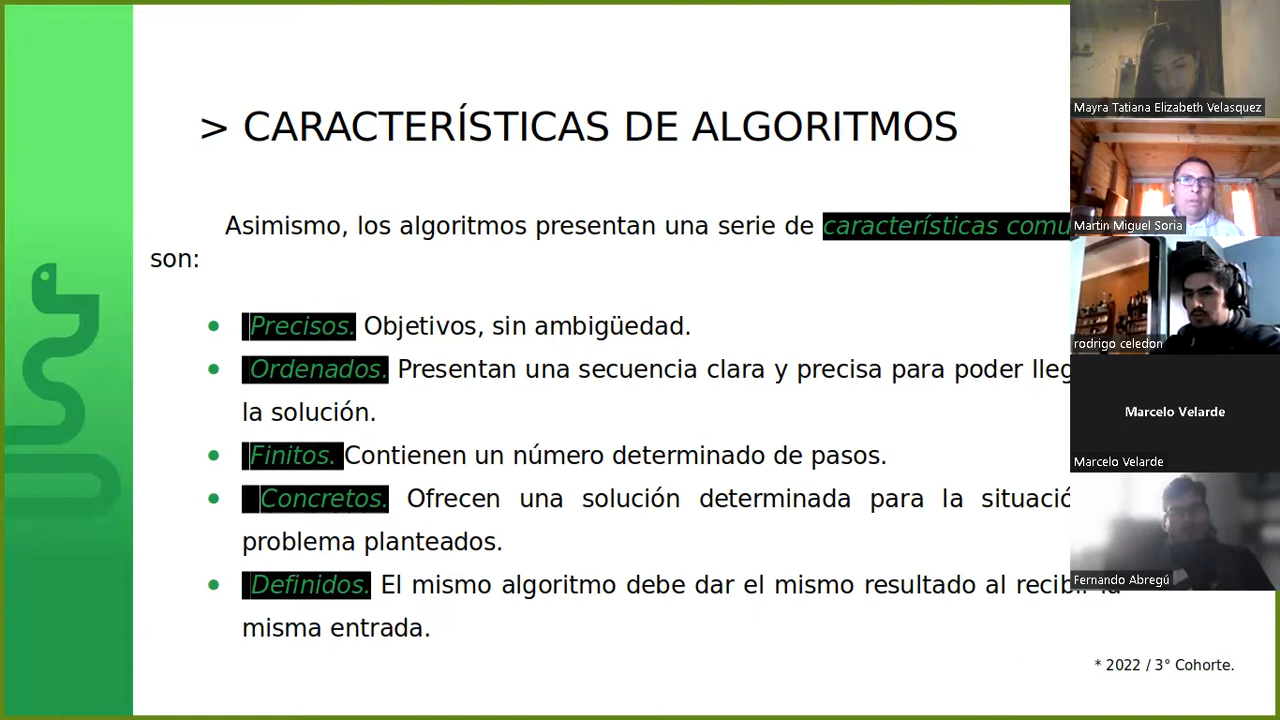 > CARACTERÍSTICAS DE ALGORITMOS
Asimismo, los algoritmos presentan una serie de características comu
son:
Precisos. Objetivos, sin ambigüedad.
Ordenados. Presentan una secuencia clara y precisa para poder lleg
la solución.
Finitos. Contienen un número determinado de pasos.
Concretos. Ofrecen una solución determinada para la situació
problema planteados.
Definidos. El mismo algoritmo debe dar el mismo resultado al recibir la
misma entrada.
* 2022 / 3° Cohorte.
Mayra Tatiana Elizabeth Velasquez
Martin Miguel Soria
rodrigo celedon
Marcelo Velarde
Marcelo Velarde
Fernando Abregú